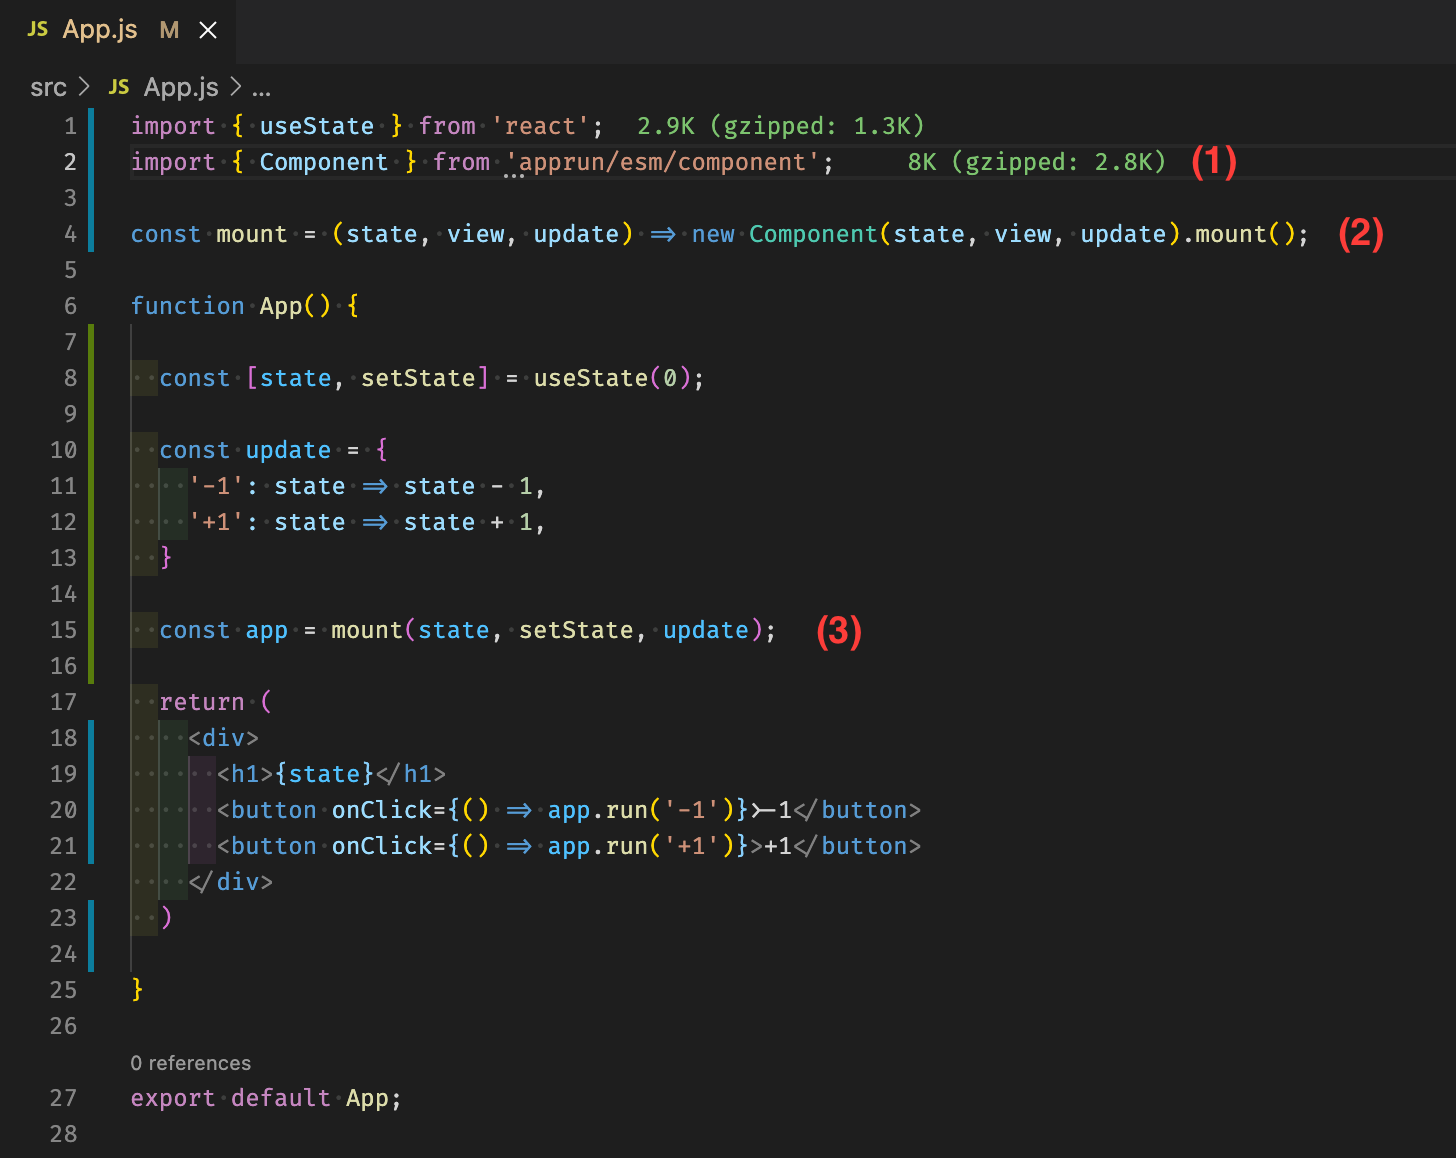 JS App.js M ×
src > JS App.js > ...
1 import { useState } from 'react'; 2.9K (gzipped: 1.3K)
2 import { Component } from 'apprun/esm/component'; 8K (gzipped: 2.8K) (1)
3
4 const mount = (state, view, update) => new Component(state, view, update).mount(); (2)
5
6 function App() {
7
8 const [state, setState] = useState(0);
9
10 const update = {
11 '-1': state => state - 1,
12 '+1': state => state + 1,
13 }
14
15 const app = mount(state, setState, update); (3)
16
17 return (
18 <div>
19 <h1>{state}</h1>
20 <button onClick={() => app.run('-1')}>-1</button>
21 <button onClick={() => app.run('+1')}>+1</button>
22 </div>
23 )
24
25 }
26
0 references
27 export default App;
28